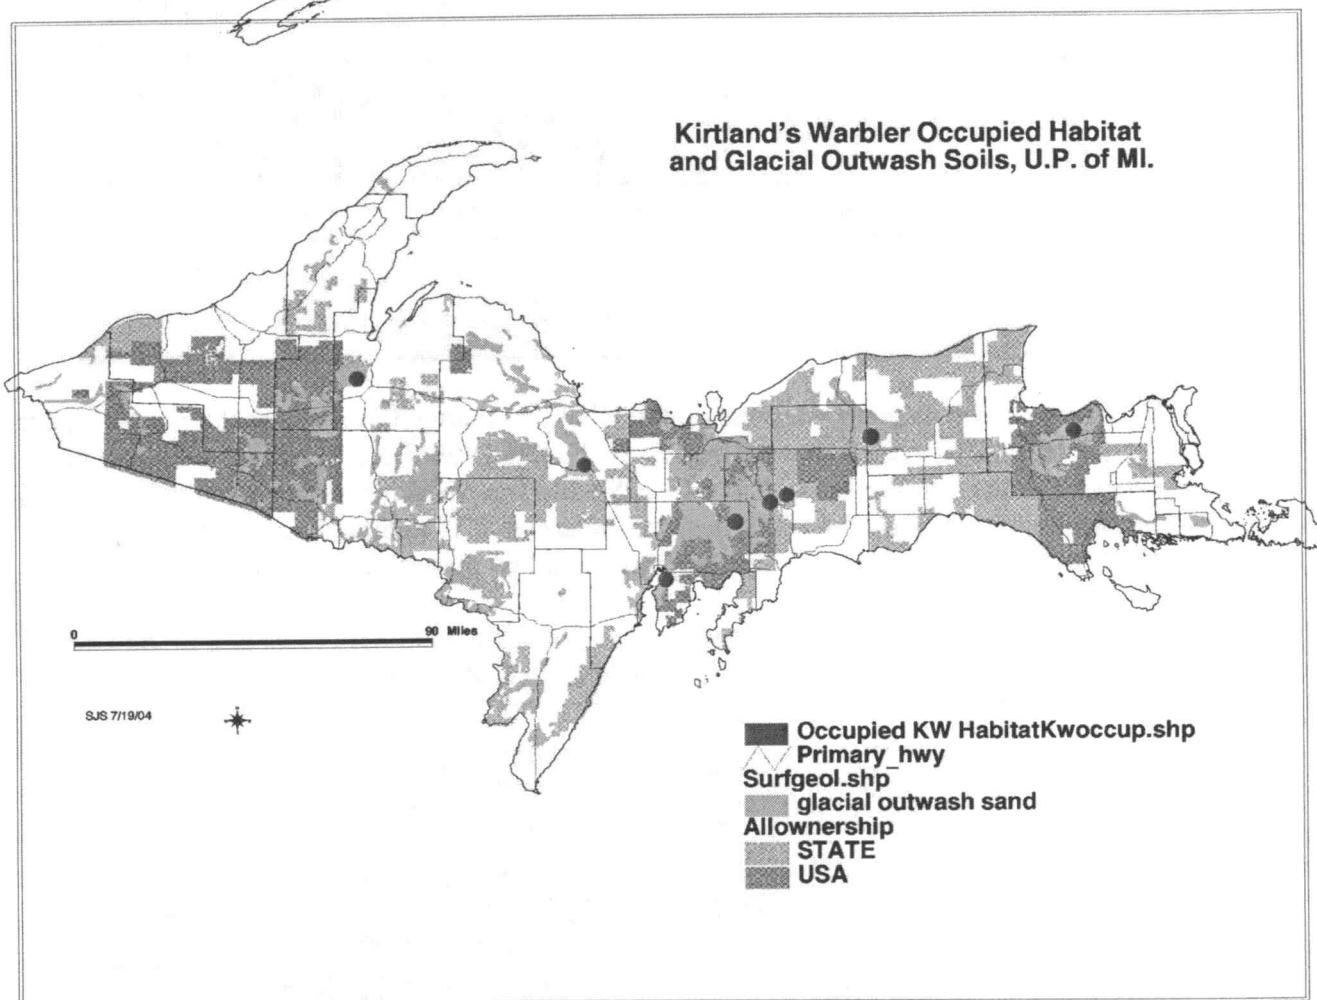 Kirtland's Warbler Occupied Habitat
and Glacial Outwash Soils, U.P. of MI.
0
90 Miles
SJS 7/19/04
Occupied KW HabitatKwoccup.shp
Primary_hwy
Surfgeol.shp
glacial outwash sand
Allownership
STATE
USA